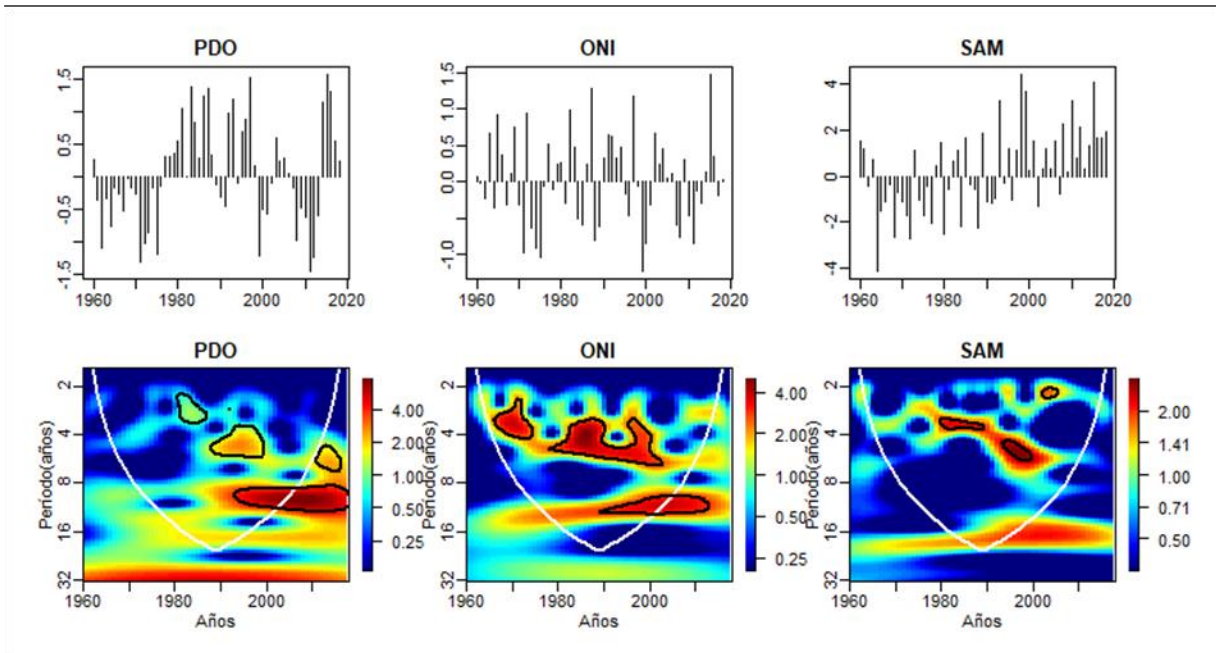 PDO ONI SAM
1.5 1.5 4
0.5 1.0 2
-0.5 0.5 0
-1.5 0.0 -2
-1.0 -4
1960 1980 2000 2020 1960 1980 2000 2020 1960 1980 2000 2020
PDO ONI SAM
2 2 2
4.00 4.00 2.00
4 4 4
2.00 2.00 1.41
8 1.00 8 1.00 8 1.00
0.50 0.50 0.71
16 16 16
0.25 0.25 0.50
32 32 32
Período(años) Período(años) Período(años)
1960 1980 2000 1960 1980 2000 1960 1980 2000
Años Años Años